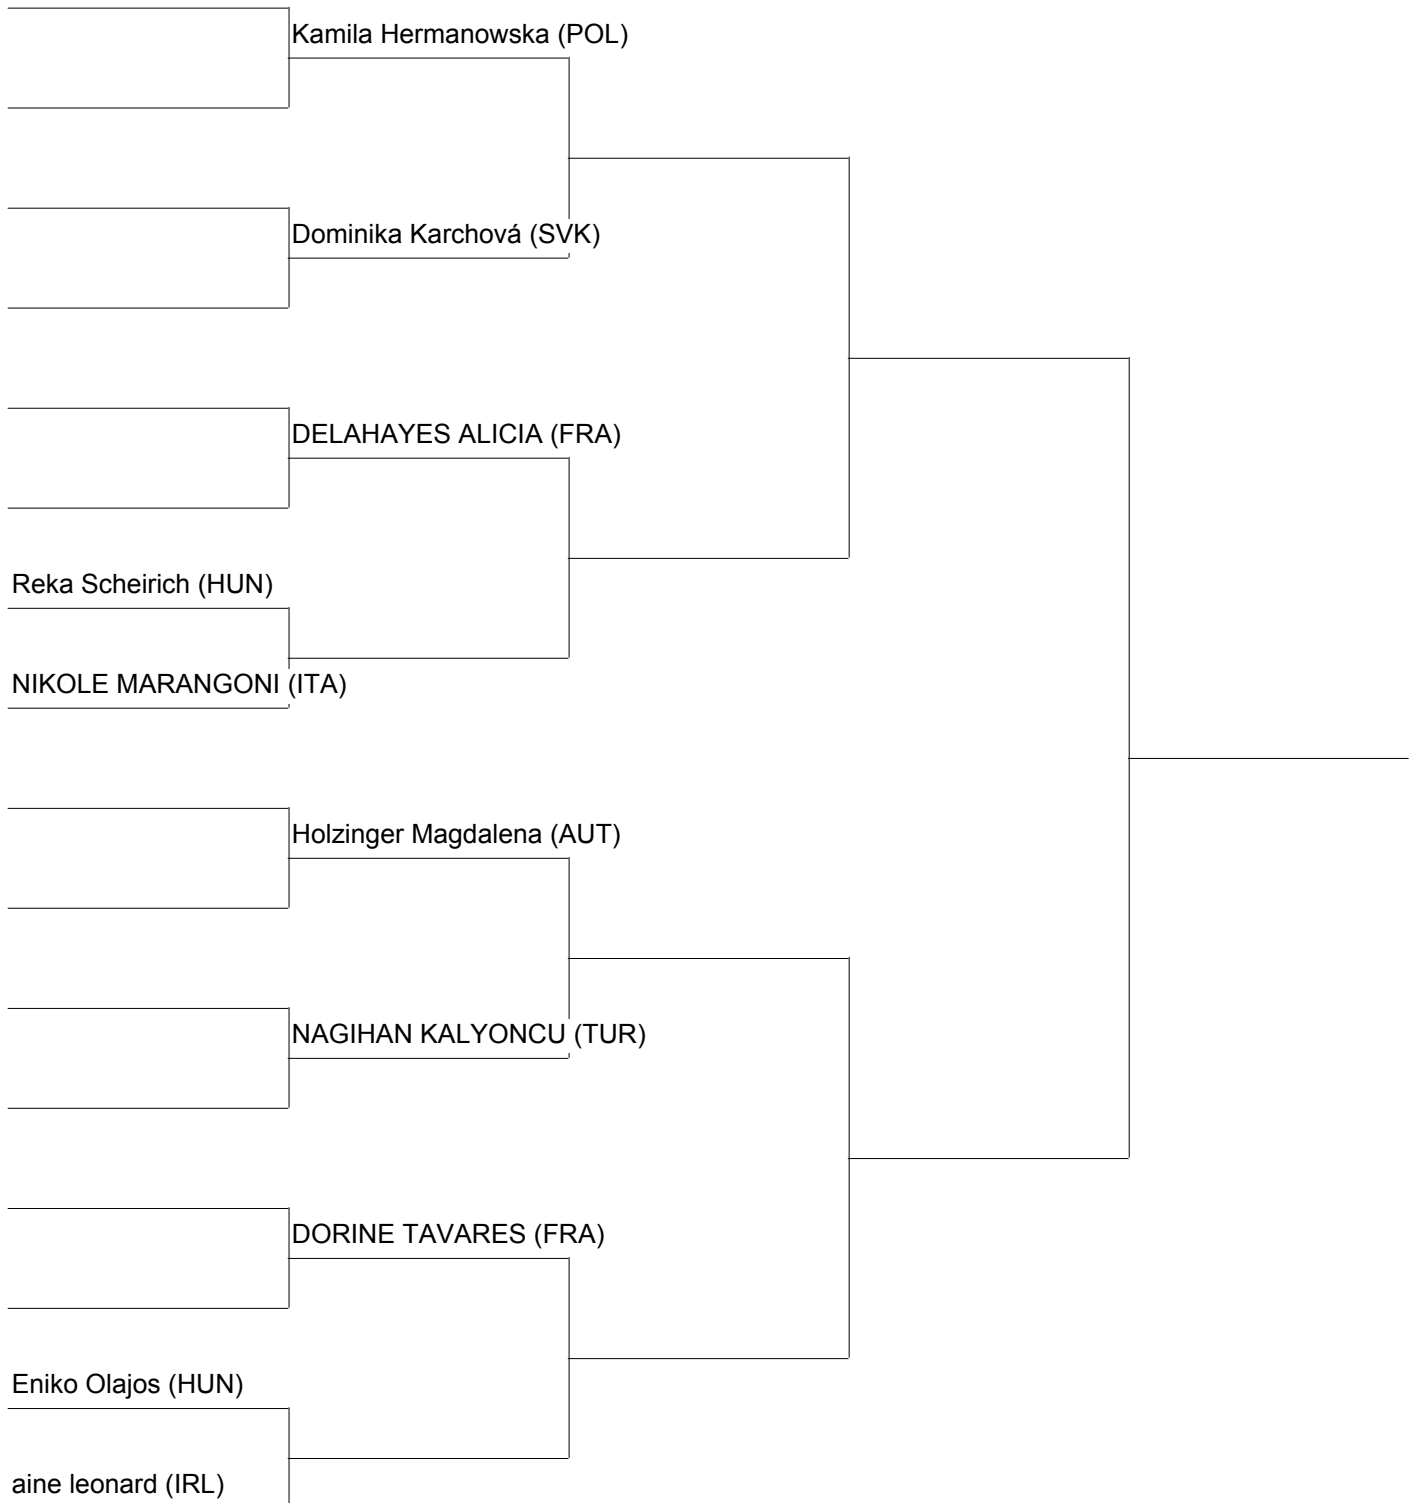 Kamila Hermanowska (POL)
Dominika Karchová (SVK)
DELAHAYES ALICIA (FRA)
Reka Scheirich (HUN)
NIKOLE MARANGONI (ITA)
Holzinger Magdalena (AUT)
NAGIHAN KALYONCU (TUR)
DORINE TAVARES (FRA)
Eniko Olajos (HUN)
aine leonard (IRL)